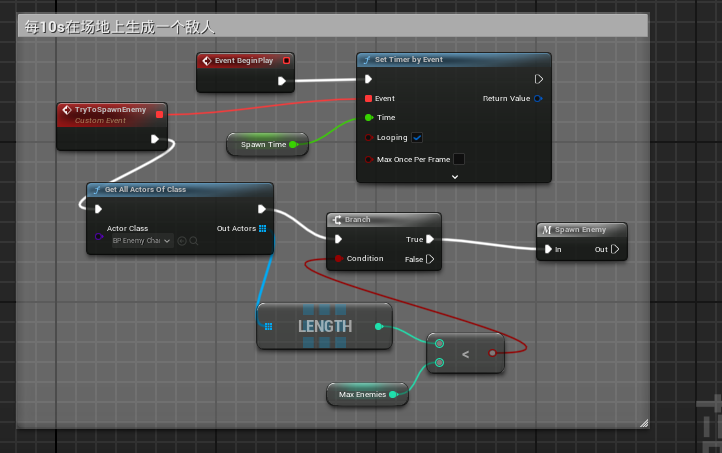 每10s在场地上生成一个敌人
Event BeginPlay
Set Timer by Event
Event
Return Value
Time
Looping
Max Once Per Frame
TryToSpawnEnemy
Custom Event
Spawn Time
Get All Actors Of Class
Actor Class
Out Actors
BP Enemy Chai
Branch
True
Condition
False
Spawn Enemy
In
Out
LENGTH
<
Max Enemies